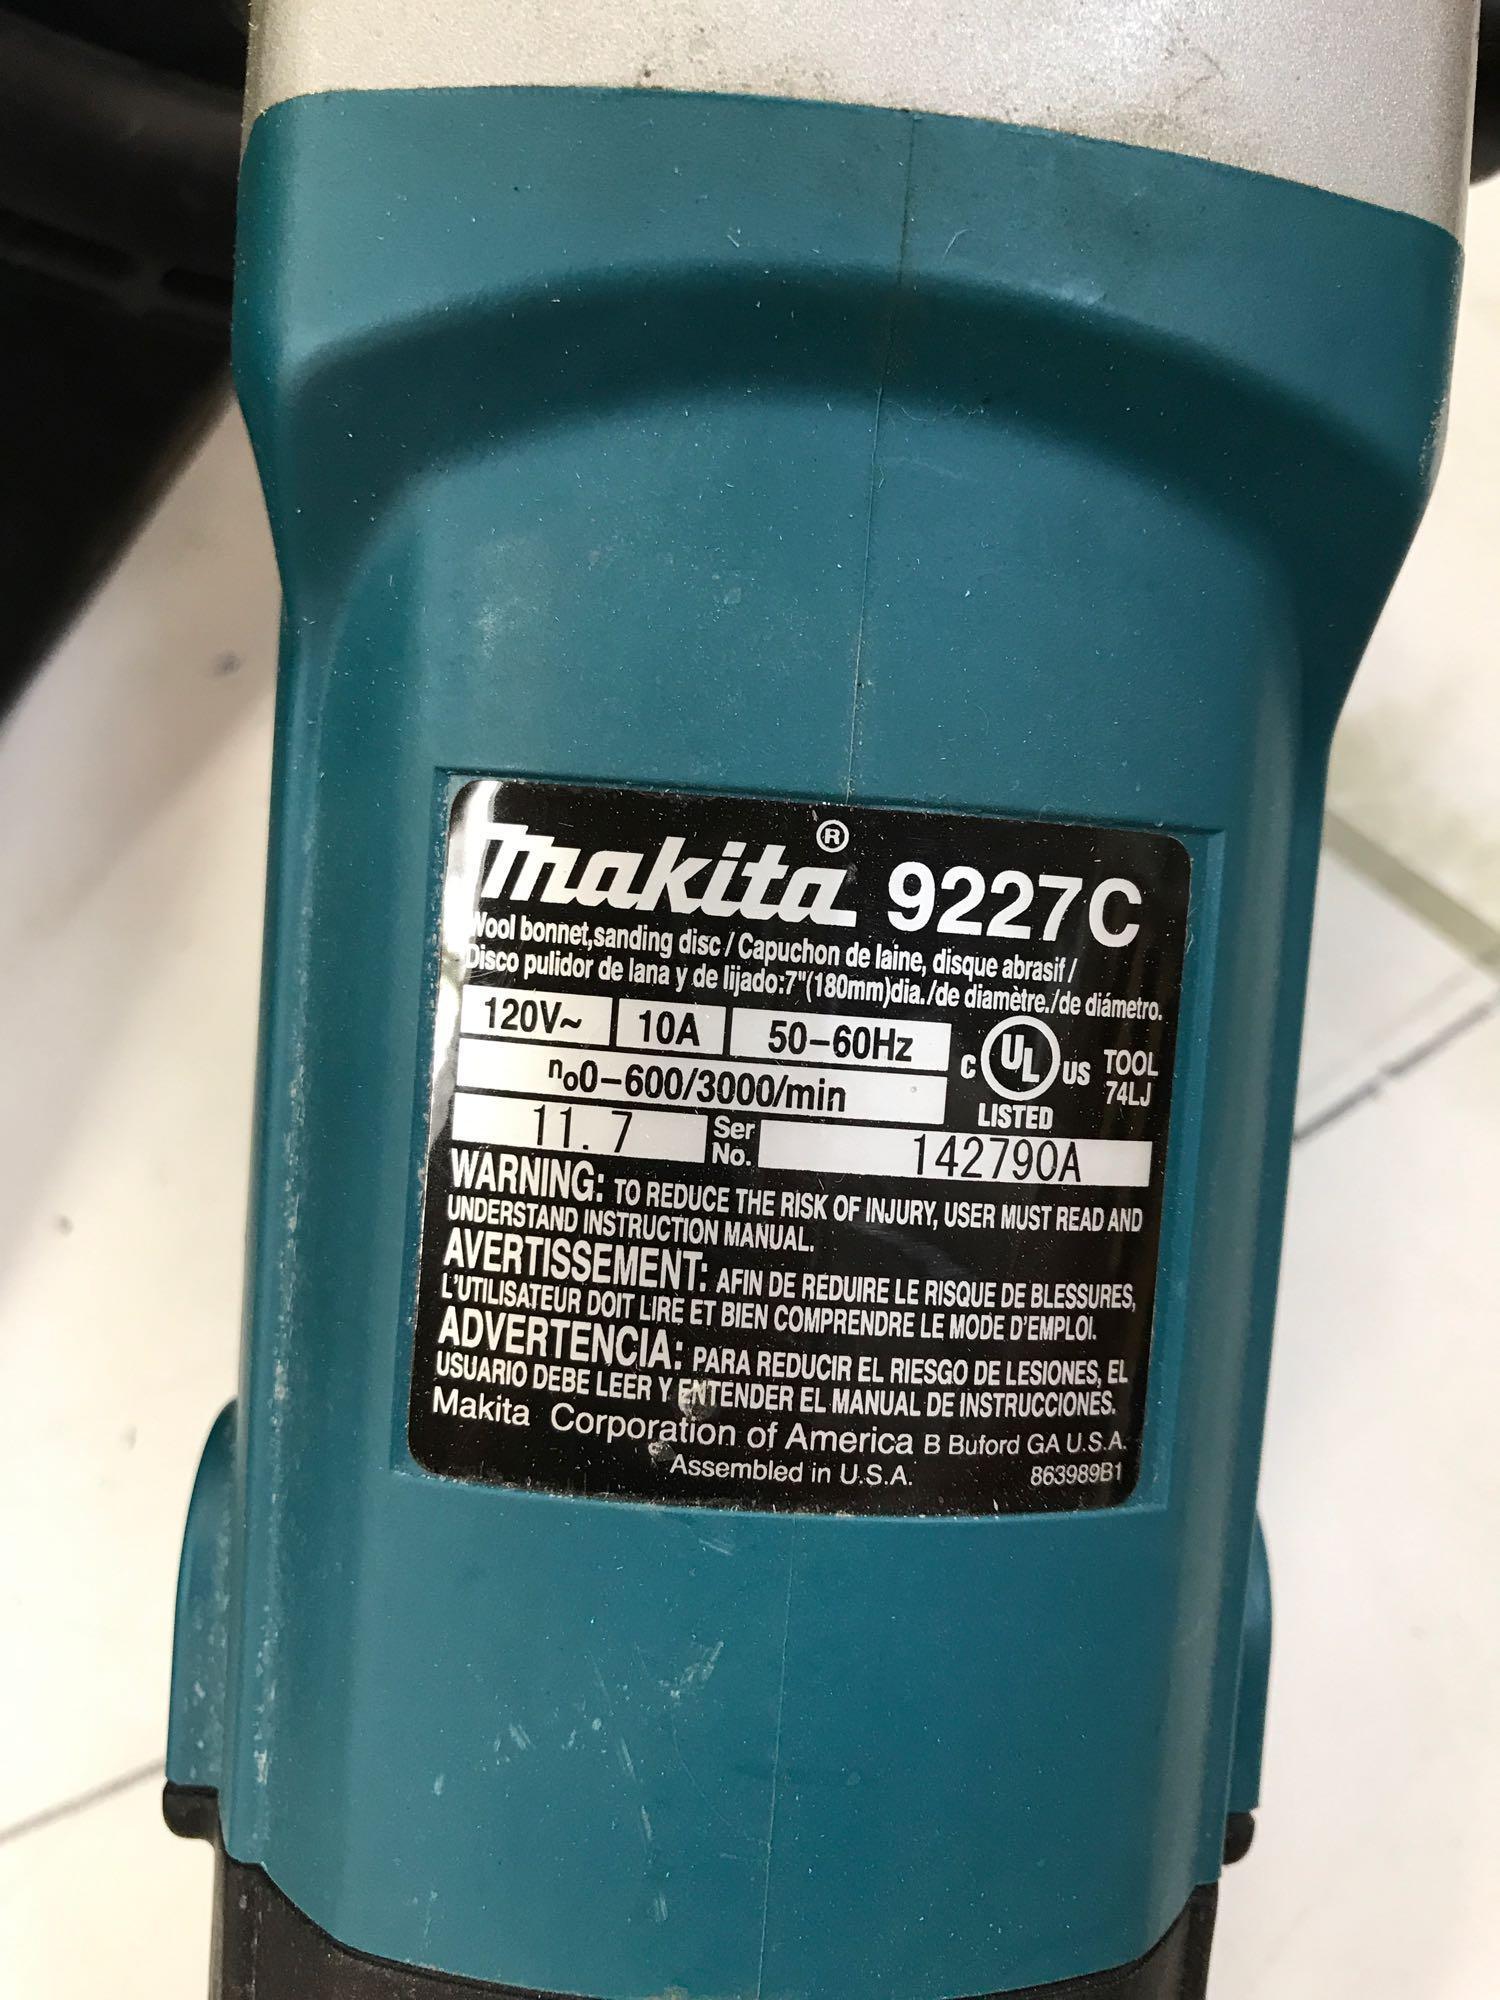 makita® 9227C
Wool bonnet,sanding disc / Capuchon de laine, disque abrasif /
Disco pulidor de lana y de lijado:7"(180mm)dia./de diamètre./de diámetro.
120V~ 10A 50-60Hz
no0-600/3000/min
C UL US TOOL
74LJ
LISTED
11. 7 Ser No. 142790A
WARNING: TO REDUCE THE RISK OF INJURY, USER MUST READ AND
UNDERSTAND INSTRUCTION MANUAL.
AVERTISSEMENT: AFIN DE RÉDUIRE LE RISQUE DE BLESSURES,
L'UTILISATEUR DOIT LIRE ET BIEN COMPRENDRE LE MODE D'EMPLOI.
ADVERTENCIA: PARA REDUCIR EL RIESGO DE LESIONES, EL
USUARIO DEBE LEER Y ENTENDER EL MANUAL DE INSTRUCCIONES.
Makita Corporation of America B Buford GA U.S.A.
Assembled in U.S.A. 863989B1